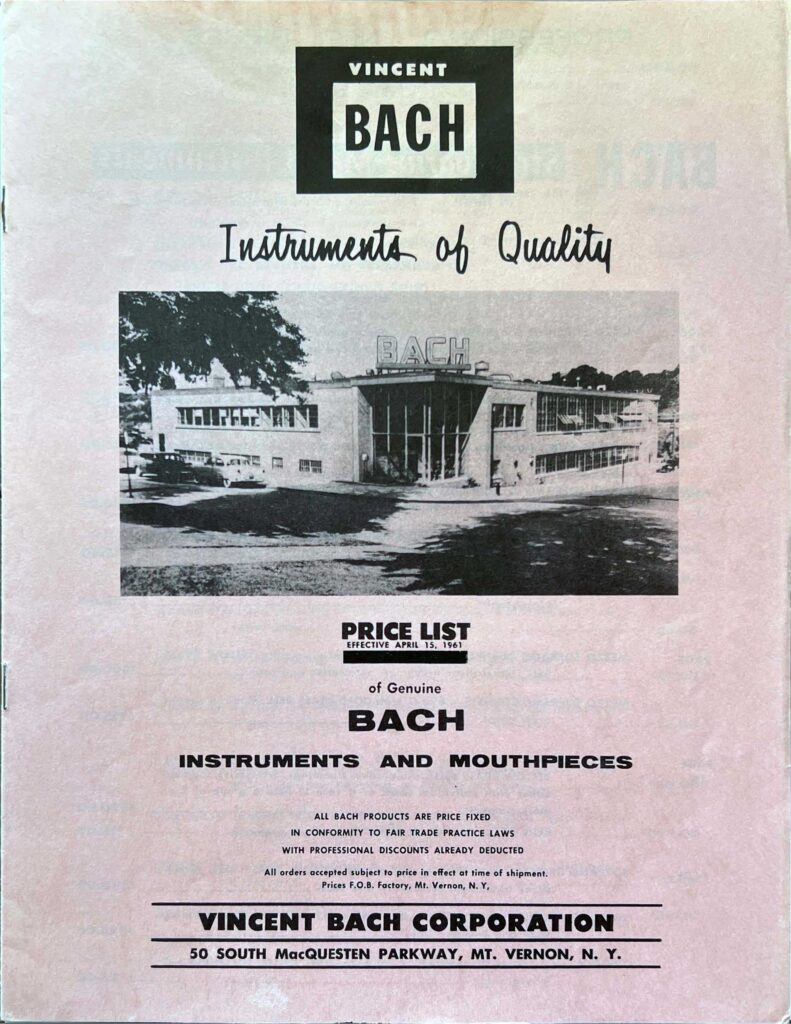 VINCENT
BACH
Instruments of Quality
BACH
PRICE LIST
EFFECTIVE APRIL 15, 1961
of Genuine
BACH
INSTRUMENTS AND MOUTHPIECES
ALL BACH PRODUCTS ARE PRICE FIXED
IN CONFORMITY TO FAIR TRADE PRACTICE LAWS
WITH PROFESSIONAL DISCOUNTS ALREADY DEDUCTED
All orders accepted subject to price in effect at time of shipment.
Prices F.O.B. Factory, Mt. Vernon, N. Y,
VINCENT BACH CORPORATION
50 SOUTH MacQUESTEN PARKWAY, MT. VERNON, N. Y.